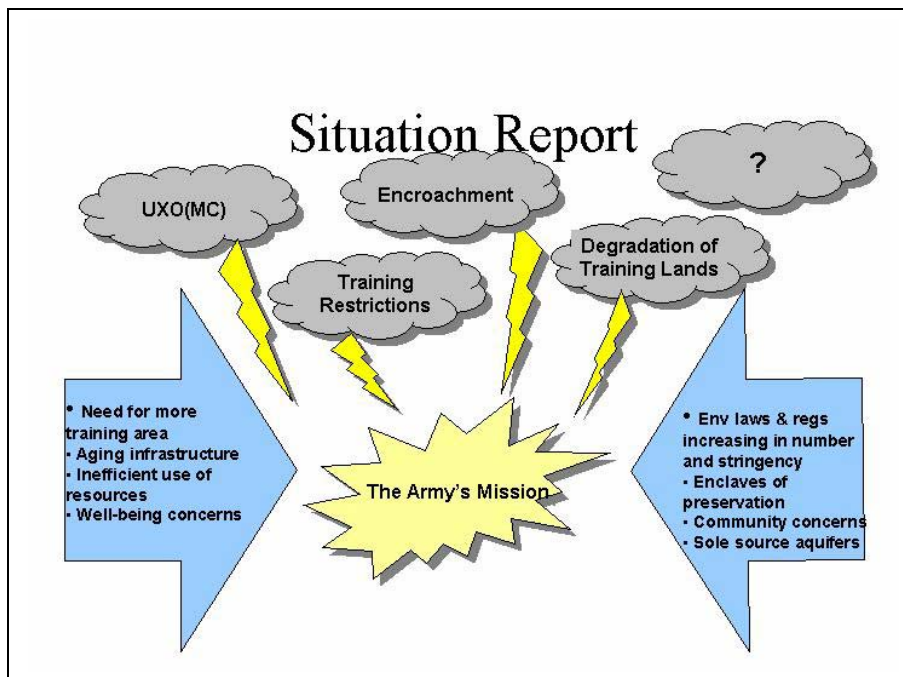 Situation Report
UXO(MC)
Encroachment
?
Training
Restrictions
Degradation of
Training Lands
• Need for more
training area
▪ Aging infrastructure
▪ Inefficient use of
resources
▪ Well-being concerns
The Army's Mission
• Env laws & regs
increasing in number
and stringency
▪ Enclaves of
preservation
▪ Community concerns
▪ Sole source aquifers